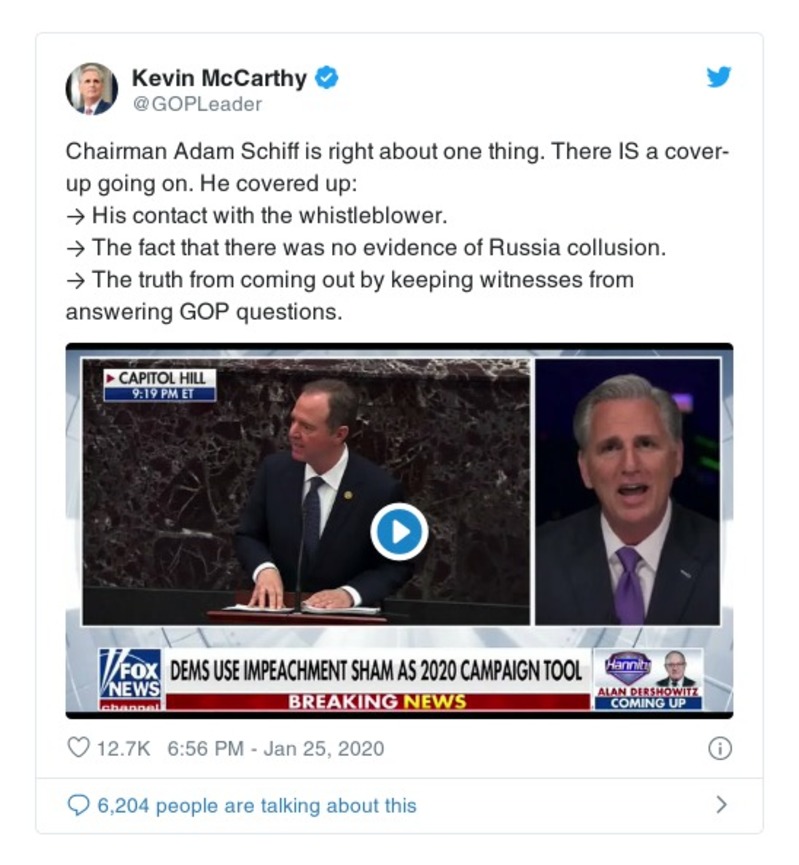 Kevin McCarthy
@GOPLeader
Chairman Adam Schiff is right about one thing. There IS a cover-
up going on. He covered up:
→ His contact with the whistleblower.
→ The fact that there was no evidence of Russia collusion.
→ The truth from coming out by keeping witnesses from
answering GOP questions.
CAPITOL HILL
9:19 PM ET
FOX
NEWS
channel
DEMS USE IMPEACHMENT SHAM AS 2020 CAMPAIGN TOOL
BREAKING NEWS
Hannity
ALAN DERSHOWITZ
COMING UP
12.7K 6:56 PM - Jan 25, 2020
6,204 people are talking about this